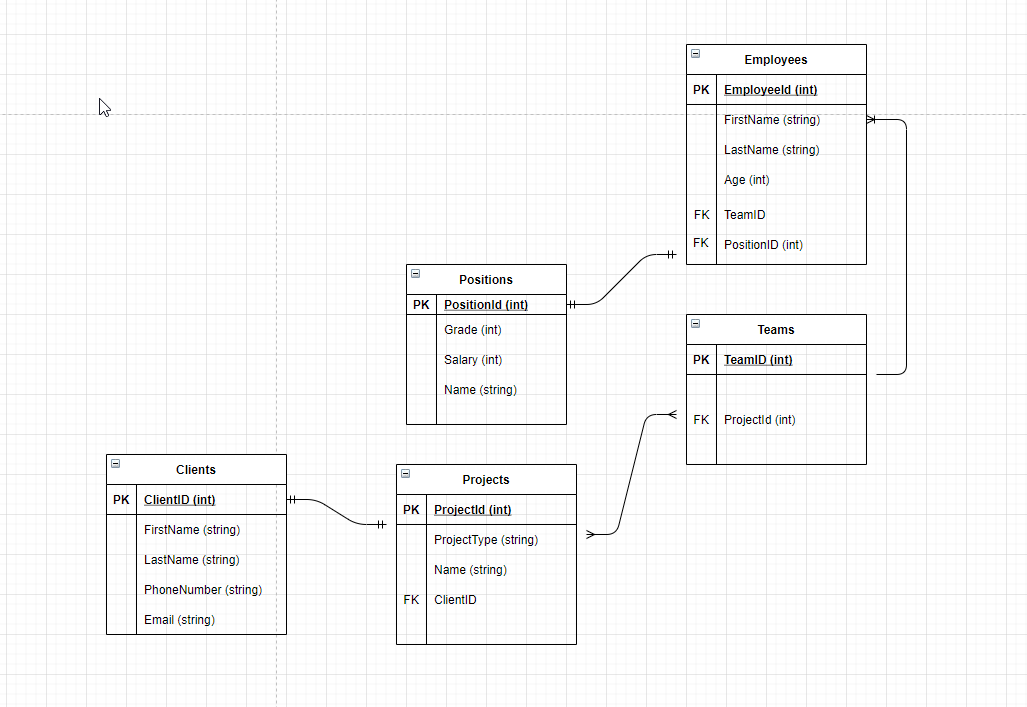 Employees
PK EmployeeId (int)
FirstName (string)
LastName (string)
Age (int)
FK TeamID
FK PositionID (int)
Positions
PK PositionId (int)
Grade (int)
Salary (int)
Name (string)
Teams
PK TeamID (int)
FK ProjectId (int)
Clients
PK ClientID (int)
FirstName (string)
LastName (string)
PhoneNumber (string)
Email (string)
Projects
PK ProjectId (int)
ProjectType (string)
Name (string)
FK ClientID